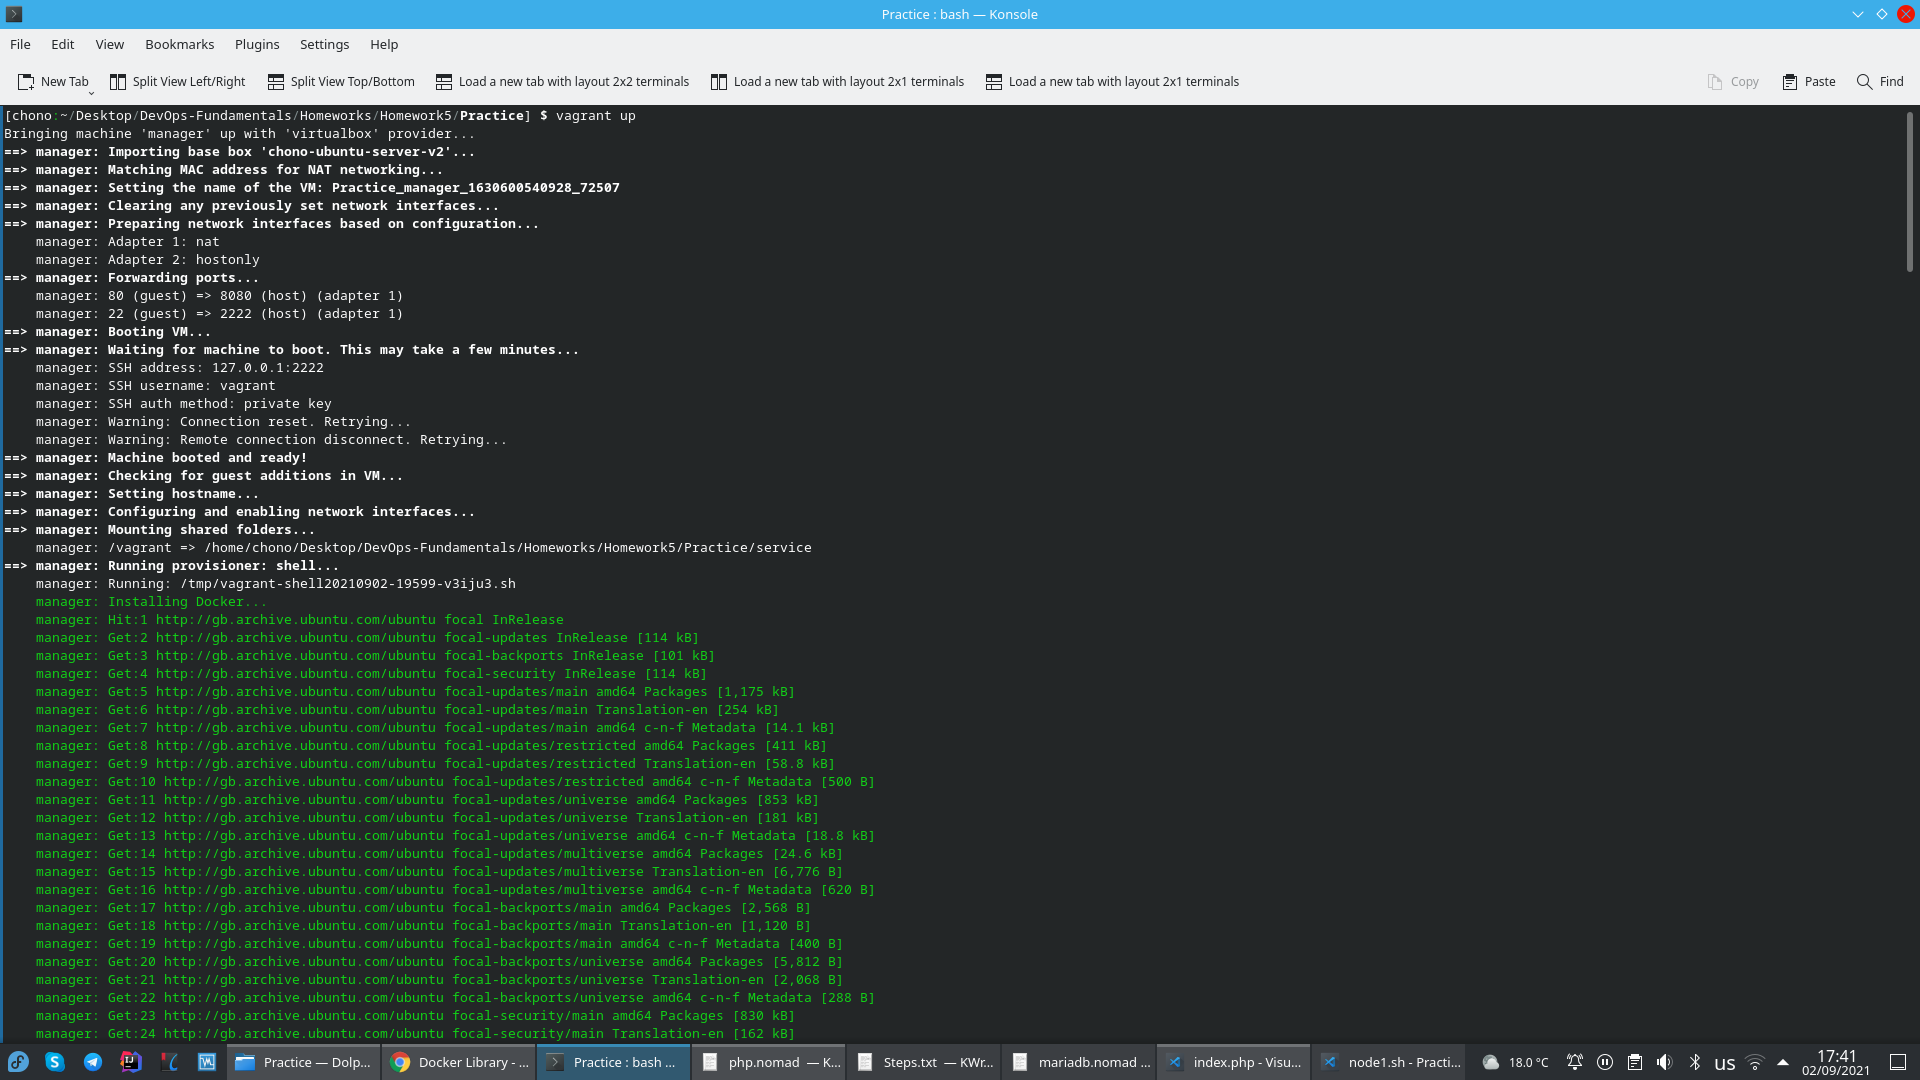 Practice : bash — Konsole
File Edit View Bookmarks Plugins Settings Help
New Tab Split View Left/Right Split View Top/Bottom Load a new tab with layout 2x2 terminals Load a new tab with layout 2x1 terminals Load a new tab with layout 2x1 terminals Copy Paste Find
[chono:~/Desktop/DevOps-Fundamentals/Homeworks/Homework5/Practice] $ vagrant up
Bringing machine 'manager' up with 'virtualbox' provider...
==> manager: Importing base box 'chono-ubuntu-server-v2'...
==> manager: Matching MAC address for NAT networking...
==> manager: Setting the name of the VM: Practice_manager_1630600540928_72507
==> manager: Clearing any previously set network interfaces...
==> manager: Preparing network interfaces based on configuration...
    manager: Adapter 1: nat
    manager: Adapter 2: hostonly
==> manager: Forwarding ports...
    manager: 80 (guest) => 8080 (host) (adapter 1)
    manager: 22 (guest) => 2222 (host) (adapter 1)
==> manager: Booting VM...
==> manager: Waiting for machine to boot. This may take a few minutes...
    manager: SSH address: 127.0.0.1:2222
    manager: SSH username: vagrant
    manager: SSH auth method: private key
    manager: Warning: Connection reset. Retrying...
    manager: Warning: Remote connection disconnect. Retrying...
==> manager: Machine booted and ready!
==> manager: Checking for guest additions in VM...
==> manager: Setting hostname...
==> manager: Configuring and enabling network interfaces...
==> manager: Mounting shared folders...
    manager: /vagrant => /home/chono/Desktop/DevOps-Fundamentals/Homeworks/Homework5/Practice/service
==> manager: Running provisioner: shell...
    manager: Running: /tmp/vagrant-shell20210902-19599-v3iju3.sh
    manager: Installing Docker...
    manager: Hit:1 http://gb.archive.ubuntu.com/ubuntu focal InRelease
    manager: Get:2 http://gb.archive.ubuntu.com/ubuntu focal-updates InRelease [114 kB]
    manager: Get:3 http://gb.archive.ubuntu.com/ubuntu focal-backports InRelease [101 kB]
    manager: Get:4 http://gb.archive.ubuntu.com/ubuntu focal-security InRelease [114 kB]
    manager: Get:5 http://gb.archive.ubuntu.com/ubuntu focal-updates/main amd64 Packages [1,175 kB]
    manager: Get:6 http://gb.archive.ubuntu.com/ubuntu focal-updates/main Translation-en [254 kB]
    manager: Get:7 http://gb.archive.ubuntu.com/ubuntu focal-updates/main amd64 c-n-f Metadata [14.1 kB]
    manager: Get:8 http://gb.archive.ubuntu.com/ubuntu focal-updates/restricted amd64 Packages [411 kB]
    manager: Get:9 http://gb.archive.ubuntu.com/ubuntu focal-updates/restricted Translation-en [58.8 kB]
    manager: Get:10 http://gb.archive.ubuntu.com/ubuntu focal-updates/restricted amd64 c-n-f Metadata [500 B]
    manager: Get:11 http://gb.archive.ubuntu.com/ubuntu focal-updates/universe amd64 Packages [853 kB]
    manager: Get:12 http://gb.archive.ubuntu.com/ubuntu focal-updates/universe Translation-en [181 kB]
    manager: Get:13 http://gb.archive.ubuntu.com/ubuntu focal-updates/universe amd64 c-n-f Metadata [18.8 kB]
    manager: Get:14 http://gb.archive.ubuntu.com/ubuntu focal-updates/multiverse amd64 Packages [24.6 kB]
    manager: Get:15 http://gb.archive.ubuntu.com/ubuntu focal-updates/multiverse Translation-en [6,776 B]
    manager: Get:16 http://gb.archive.ubuntu.com/ubuntu focal-updates/multiverse amd64 c-n-f Metadata [620 B]
    manager: Get:17 http://gb.archive.ubuntu.com/ubuntu focal-backports/main amd64 Packages [2,568 B]
    manager: Get:18 http://gb.archive.ubuntu.com/ubuntu focal-backports/main Translation-en [1,120 B]
    manager: Get:19 http://gb.archive.ubuntu.com/ubuntu focal-backports/main amd64 c-n-f Metadata [400 B]
    manager: Get:20 http://gb.archive.ubuntu.com/ubuntu focal-backports/universe amd64 Packages [5,812 B]
    manager: Get:21 http://gb.archive.ubuntu.com/ubuntu focal-backports/universe Translation-en [2,068 B]
    manager: Get:22 http://gb.archive.ubuntu.com/ubuntu focal-backports/universe amd64 c-n-f Metadata [288 B]
    manager: Get:23 http://gb.archive.ubuntu.com/ubuntu focal-security/main amd64 Packages [830 kB]
    manager: Get:24 http://gb.archive.ubuntu.com/ubuntu focal-security/main Translation-en [162 kB]
Practice — Dolp... Docker Library - ... Practice : bash ... php.nomad — K... Steps.txt — KWr... mariadb.nomad ... index.php - Visu... node1.sh - Practi... 18.0 °C us 17:41
02/09/2021